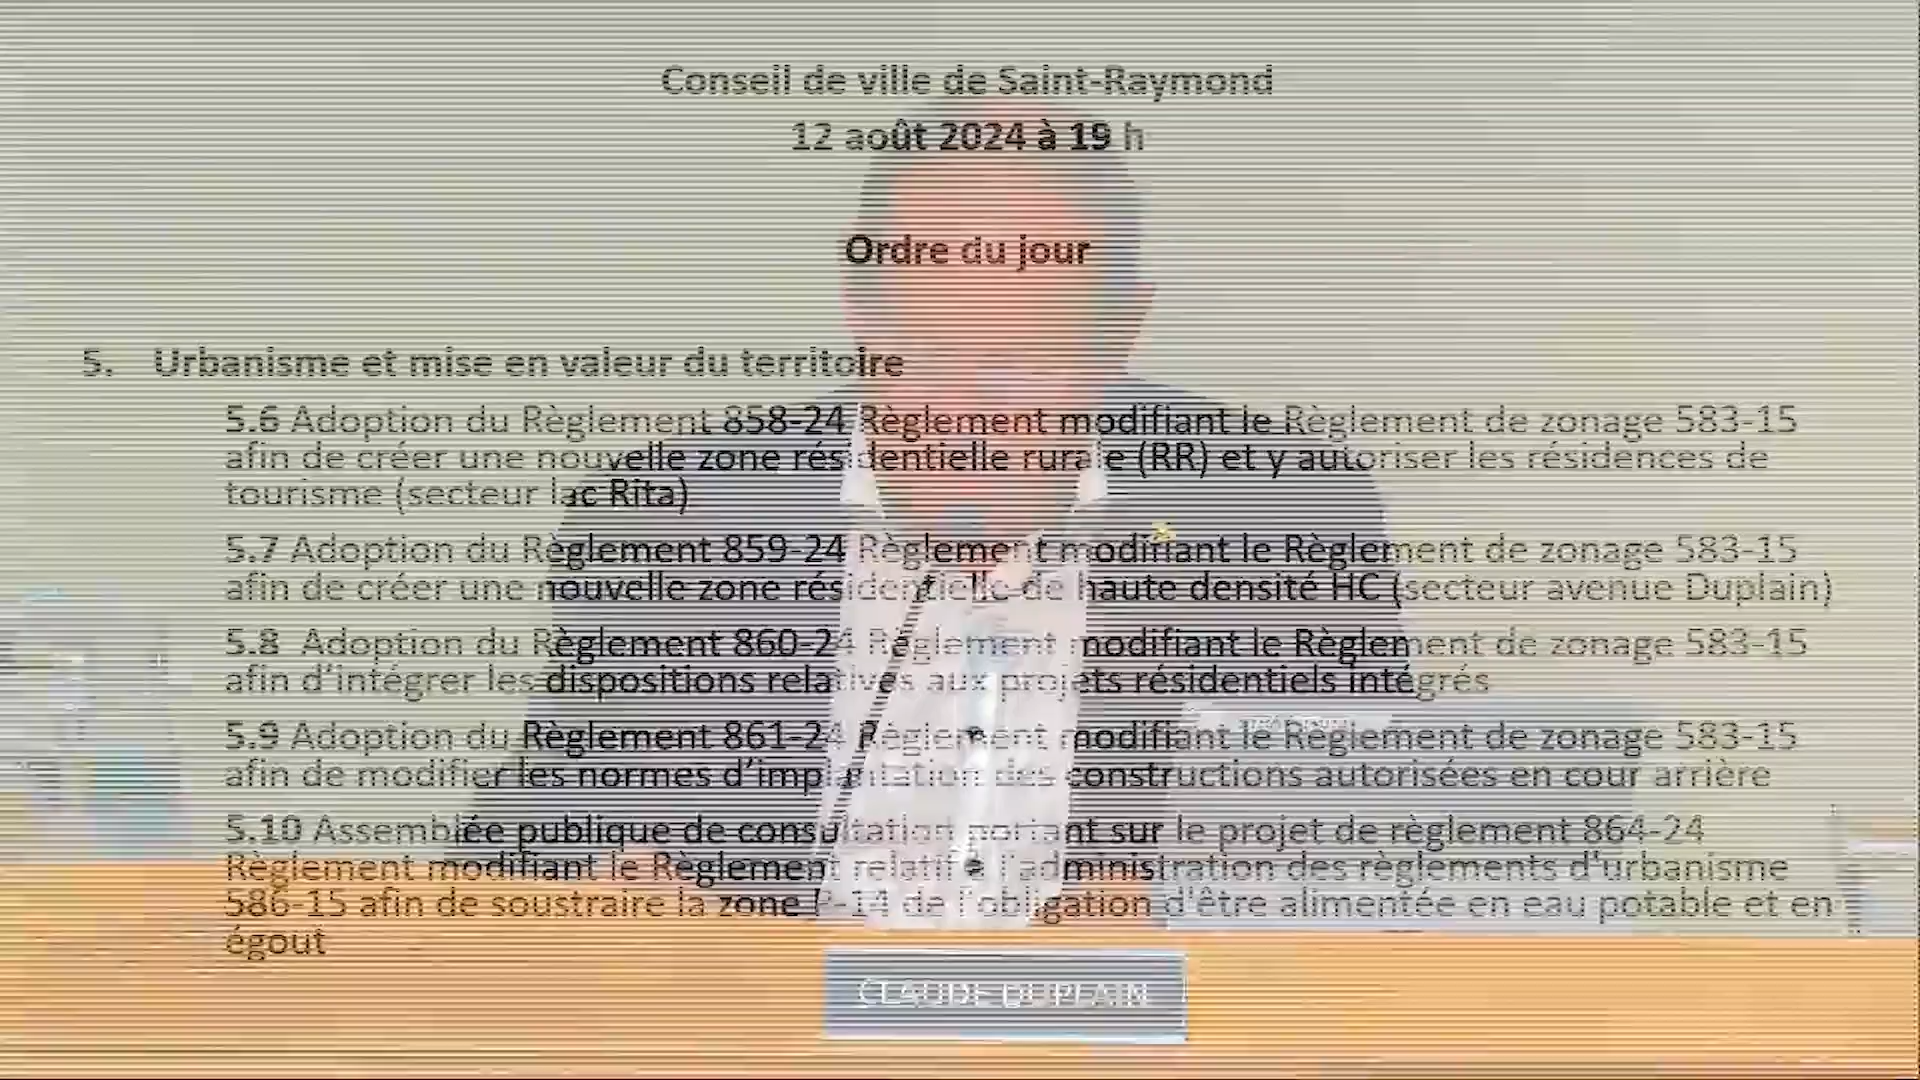 Conseil de ville de Saint-Raymond
12 août 2024 à 19 h
Ordre du jour
5. Urbanisme et mise en valeur du territoire
5.6 Adoption du Règlement 858-24 Règlement modifiant le Règlement de zonage 583-15
afin de créer une nouvelle zone résidentielle rurale (RR) et y autoriser les résidences de
tourisme (secteur lac Rita)
5.7 Adoption du Règlement 859-24 Règlement modifiant le Règlement de zonage 583-15
afin de créer une nouvelle zone résidentielle de haute densité HC (secteur avenue Duplain)
5.8 Adoption du Règlement 860-24 Règlement modifiant le Règlement de zonage 583-15
afin d'intégrer les dispositions relatives aux projets résidentiels intégrés
5.9 Adoption du Règlement 861-24 Règlement modifiant le Règlement de zonage 583-15
afin de modifier les normes d’implantation des constructions autorisées en cour arrière
5.10 Assemblée publique de consultation portant sur le projet de règlement 864-24
Règlement modifiant le Règlement relatif à l'administration des règlements d'urbanisme
586-15 afin de soustraire la zone P-14 de l'obligation d'être alimentée en eau potable et en
égout
CLAUDE DUPLAIN